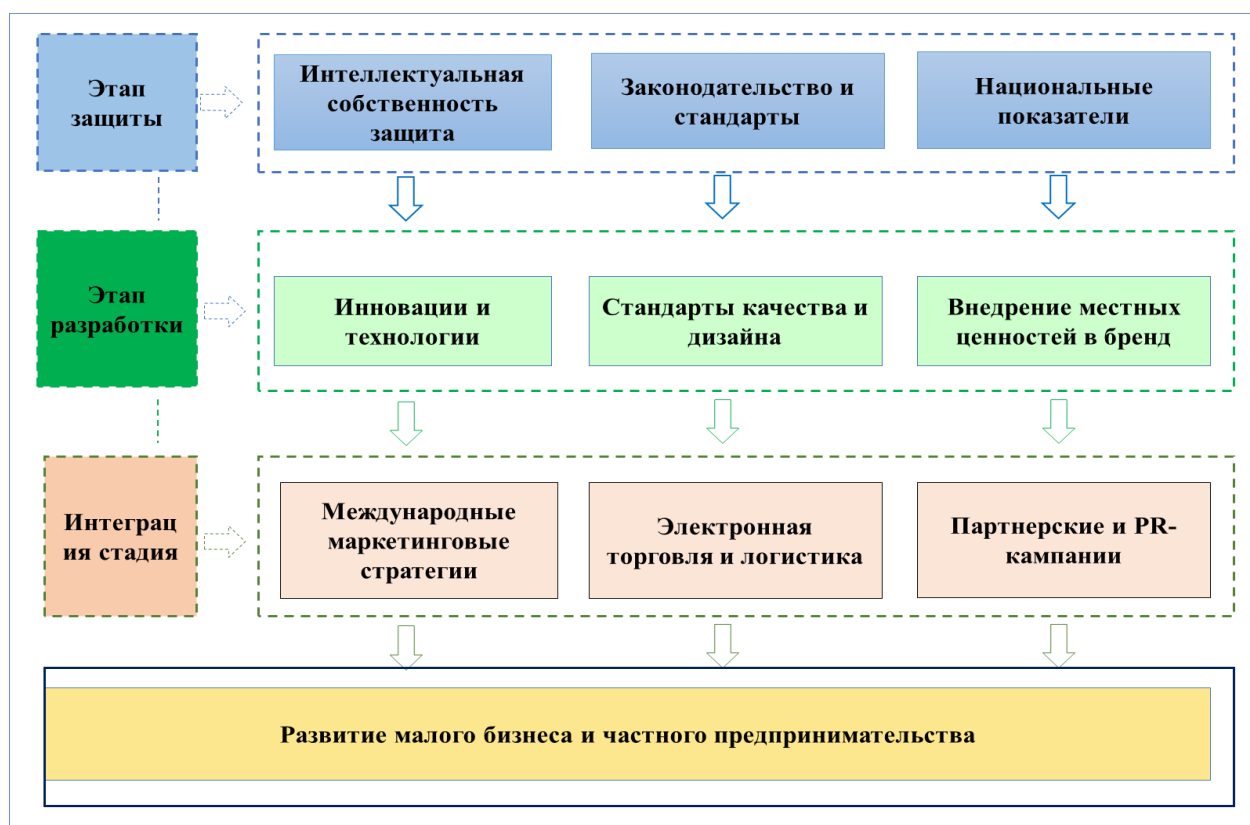 Этап
защиты
Интеллектуальная
собственность
защита
Законодательство и
стандарты
Национальные
показатели
Этап
разработки
Инновации и
технологии
Стандарты качества и
дизайна
Внедрение местных
ценностей в бренд
Интеграц
ия стадия
Международные
маркетинговые
стратегии
Электронная
торговля и логистика
Партнерские и PR-
кампании
Развитие малого бизнеса и частного предпринимательства